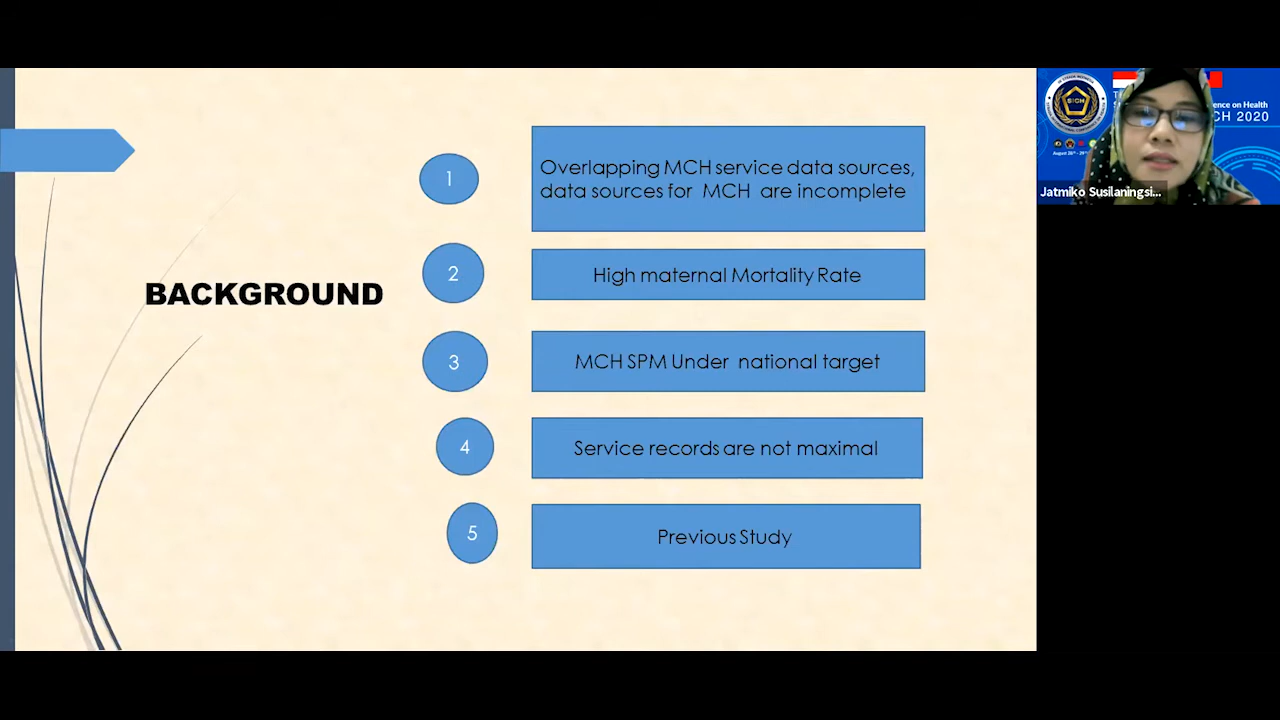 BACKGROUND
1
Overlapping MCH service data sources,
data sources for MCH are incomplete
2
High maternal Mortality Rate
3
MCH SPM Under national target
4
Service records are not maximal
5
Previous Study
SICH
ence on Health
CH 2020
Jatmiko Susilaningsi...